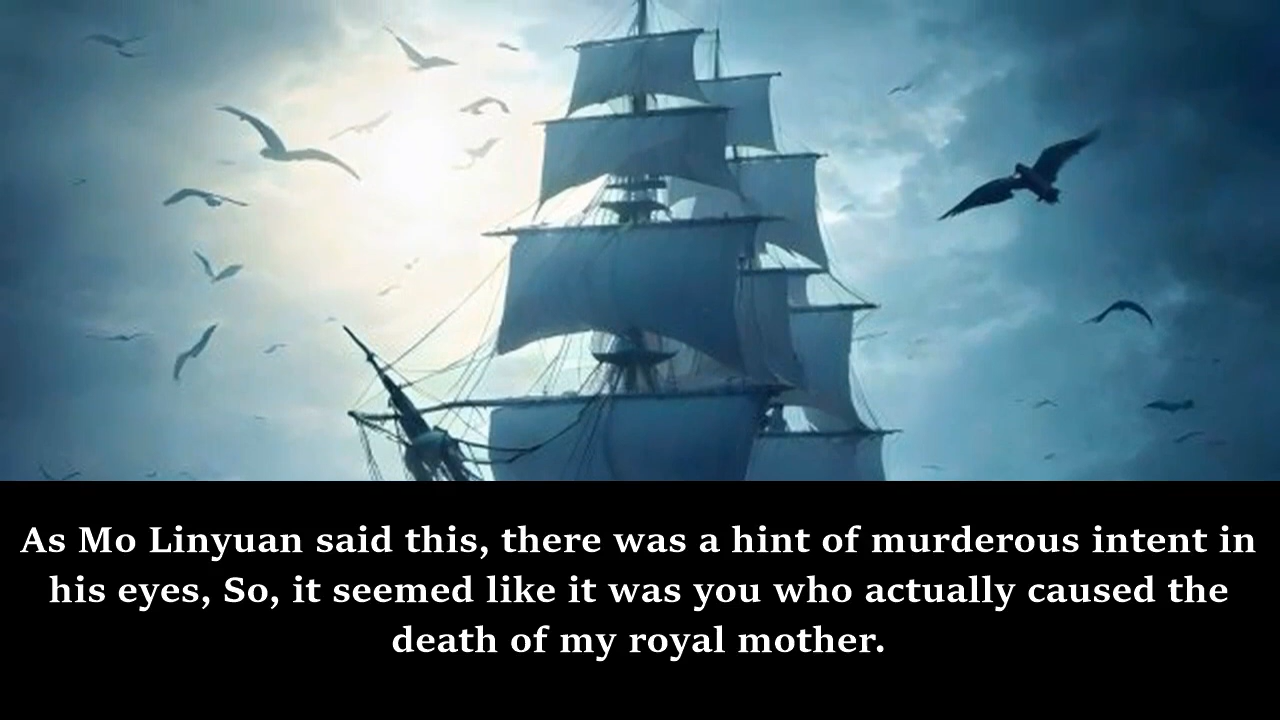 As Mo Linyuan said this, there was a hint of murderous intent in
his eyes, So, it seemed like it was you who actually caused the
death of my royal mother.